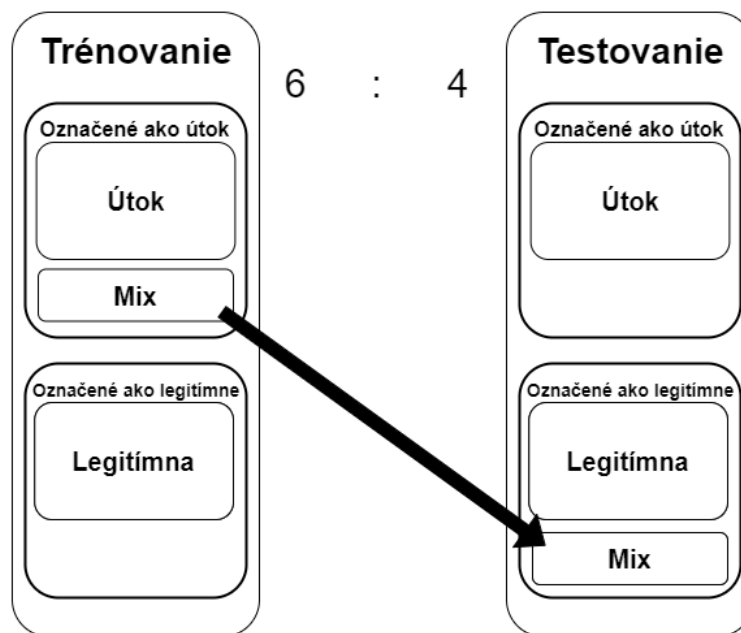 Trénovanie
6 : 4
Testovanie
Označené ako útok
Útok
Mix
Označené ako legitímne
Legitímna
Označené ako útok
Útok
Označené ako legitímne
Legitímna
Mix